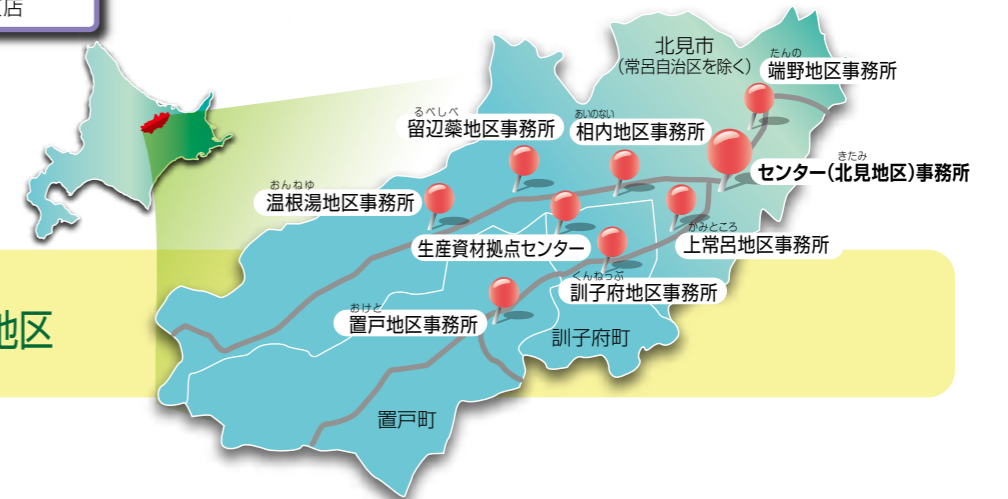 店
北見市
(常呂自治区を除く)
たんの
端野地区事務所
るべしべ
留辺蘂地区事務所
あいのない
相内地区事務所
きたみ
センター(北見地区)事務所
おんねゆ
温根湯地区事務所
かみところ
上常呂地区事務所
生産資材拠点センター
くんねっぷ
訓子府地区事務所
おけと
置戸地区事務所
地区
訓子府町
置戸町